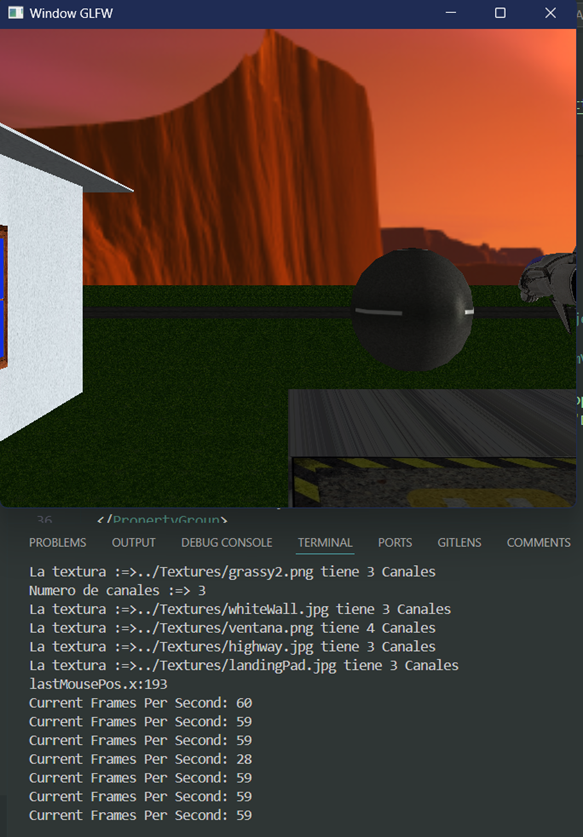 Window GLFW
36 </PropertyGroup>
PROBLEMS OUTPUT DEBUG CONSOLE TERMINAL PORTS GITLENS COMMENTS
La textura :=>../Textures/grassy2.png tiene 3 Canales
Numero de canales :=> 3
La textura :=>../Textures/whiteWall.jpg tiene 3 Canales
La textura :=>../Textures/ventana.png tiene 4 Canales
La textura :=>../Textures/highway.jpg tiene 3 Canales
La textura :=>../Textures/landingPad.jpg tiene 3 Canales
lastMousePos.x:193
Current Frames Per Second: 60
Current Frames Per Second: 59
Current Frames Per Second: 59
Current Frames Per Second: 28
Current Frames Per Second: 59
Current Frames Per Second: 59
Current Frames Per Second: 59